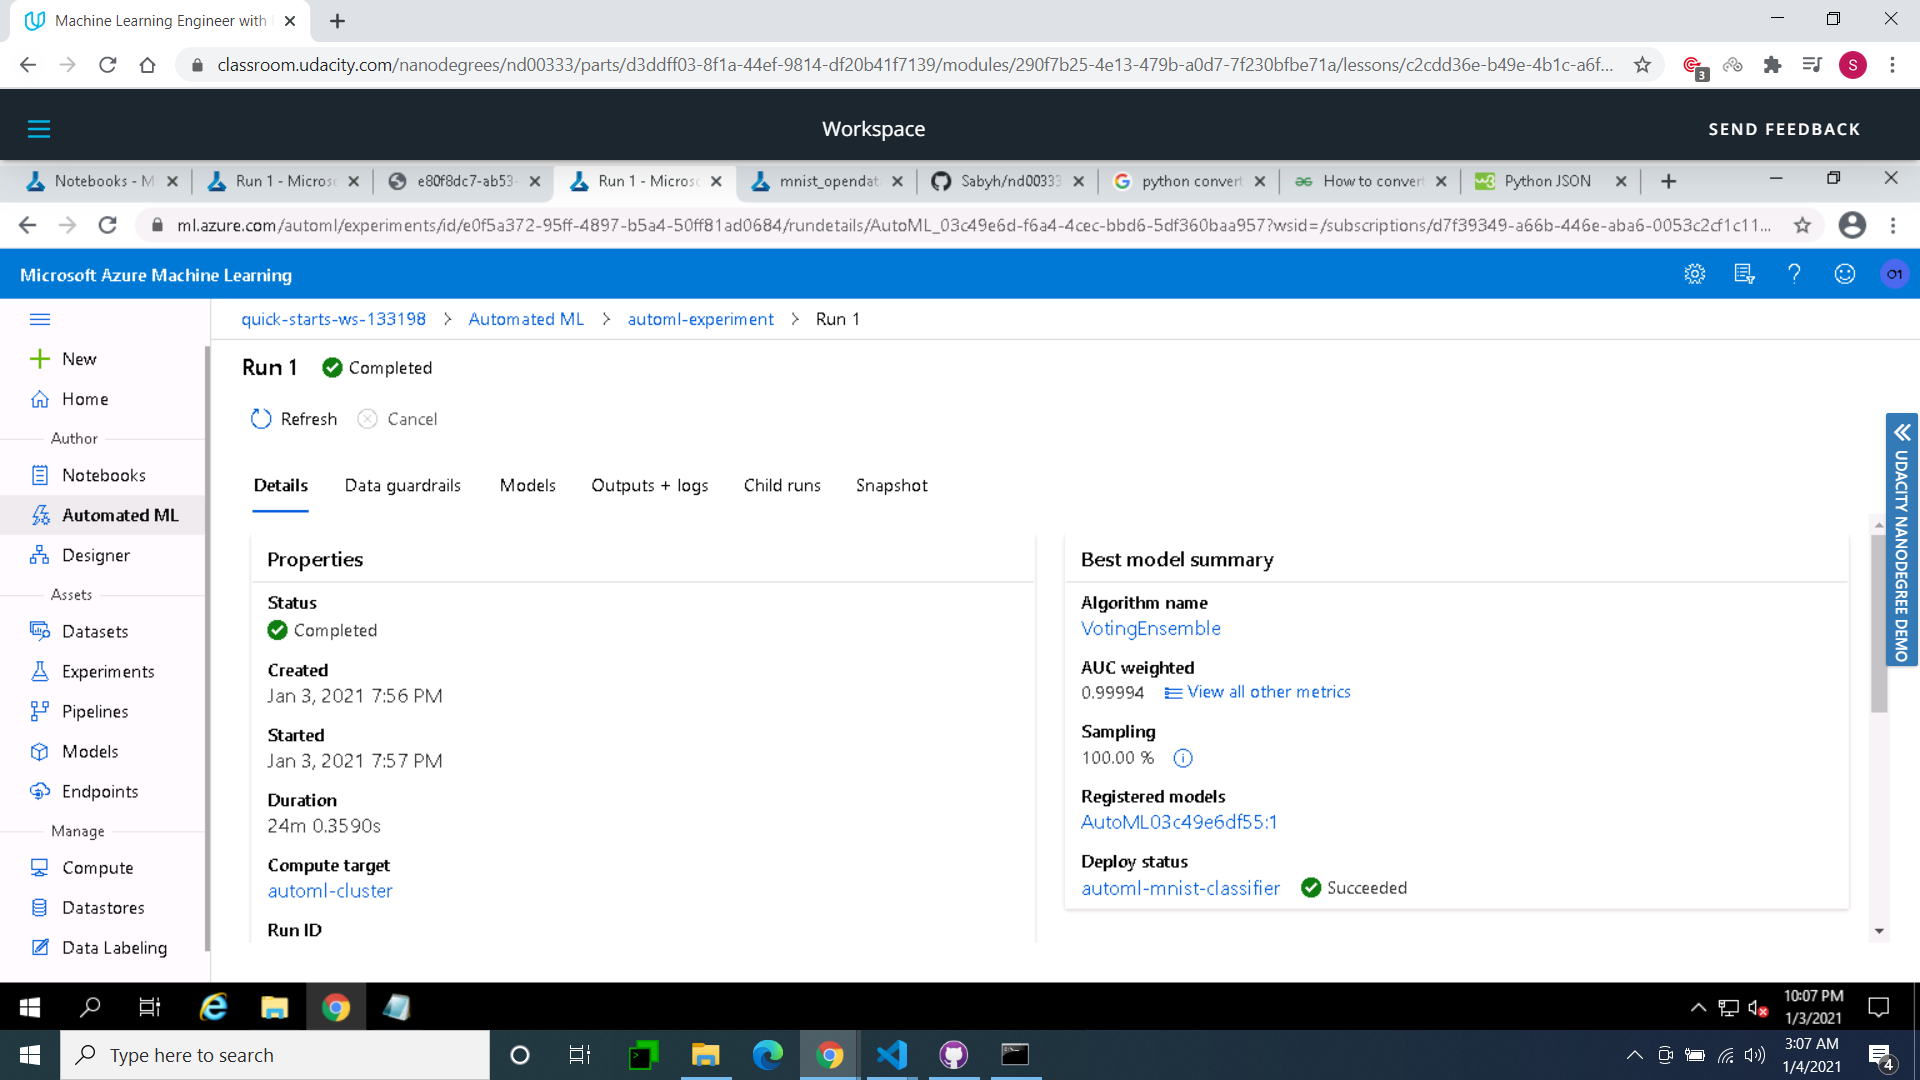 Machine Learning Engineer with
classroom.udacity.com/nanodegrees/nd00333/parts/d3ddff03-8f1a-44ef-9814-df20b41f7139/modules/290f7b25-4e13-479b-a0d7-7f230bfbe71a/lessons/c2cdd36e-b49e-4b1c-a6f...
3
S
Workspace
SEND FEEDBACK
Notebooks - M
Run 1 - Microsc
e80f8dc7-ab53-
Run 1 - Microsc
mnist_opendat
Sabyh/nd00333
python convert
How to convert
Python JSON
ml.azure.com/automl/experiments/id/e0f5a372-95ff-4897-b5a4-50ff81ad0684/rundetails/AutoML_03c49e6d-f6a4-4cec-bbd6-5df360baa957?wsid=/subscriptions/d7f39349-a66b-446e-aba6-0053c2cf1c11...
Microsoft Azure Machine Learning
01
quick-starts-ws-133198 > Automated ML > automl-experiment > Run 1
New
Home
Author
Notebooks
Automated ML
Designer
Assets
Datasets
Experiments
Pipelines
Models
Endpoints
Manage
Compute
Datastores
Data Labeling
Run 1 Completed
Refresh Cancel
Details Data guardrails Models Outputs + logs Child runs Snapshot
Properties
Status
Completed
Created
Jan 3, 2021 7:56 PM
Started
Jan 3, 2021 7:57 PM
Duration
24m 0.3590s
Compute target
automl-cluster
Run ID
Best model summary
Algorithm name
VotingEnsemble
AUC weighted
0.99994 View all other metrics
Sampling
100.00 %
Registered models
AutoML03c49e6df55:1
Deploy status
automl-mnist-classifier Succeeded
UDACITY NANODEGREE DEMO
10:07 PM
1/3/2021
Type here to search
3:07 AM
1/4/2021
4